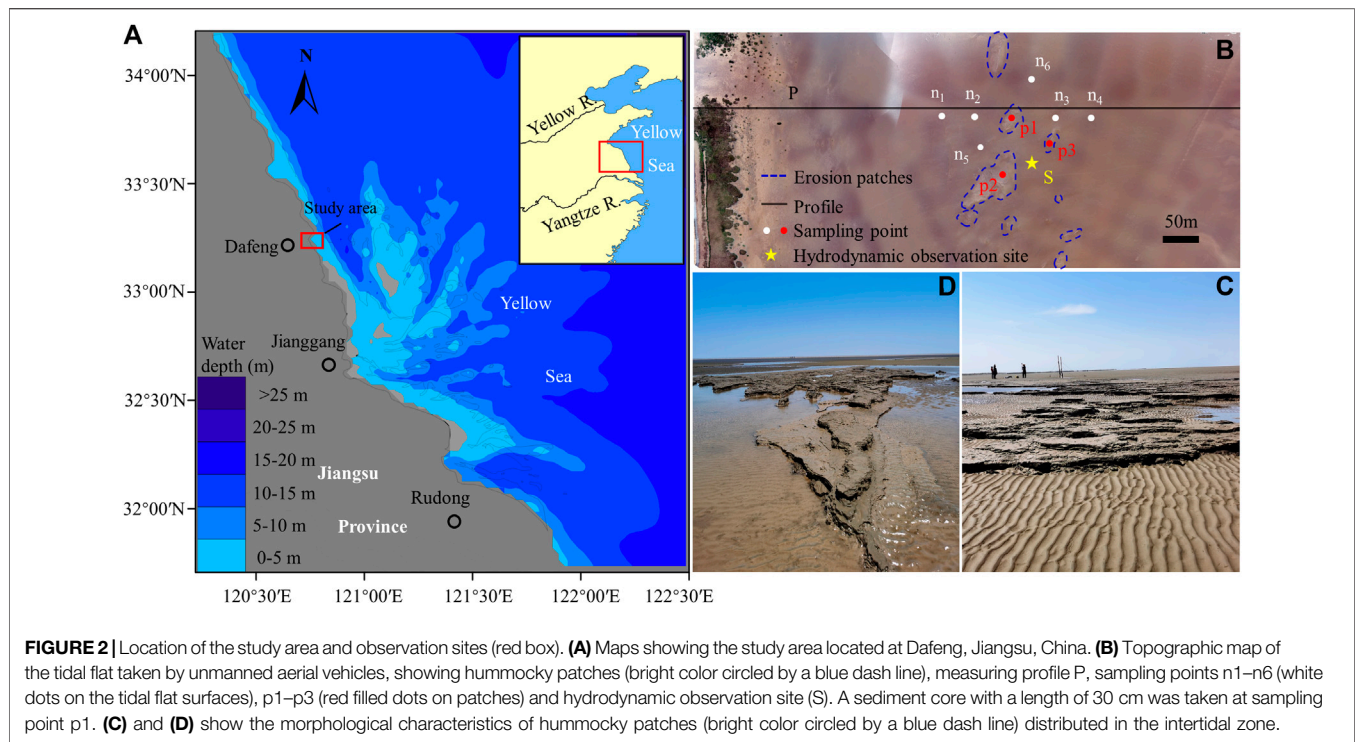 A
N
34°00'N
33°30'N
33°00'N
32°30'N
32°00'N
120°30'E
121°00'E
121°30'E
122°00'E
122°30'E
Study area
Dafeng
Jianggang
Rudong
Jiangsu
Province
Yellow
Sea
Water
depth (m)
>25 m
20-25 m
15-20 m
10-15 m
5-10 m
0-5 m
Yellow R.
Yellow
Sea
Yangtze R.
B
P
n6
n1
n2
n3
n4
p1
p3
n5
p2
S
Erosion patches
Profile
Sampling point
Hydrodynamic observation site
50m
D
C
FIGURE 2 | Location of the study area and observation sites (red box). (A) Maps showing the study area located at Dafeng, Jiangsu, China. (B) Topographic map of
the tidal flat taken by unmanned aerial vehicles, showing hummocky patches (bright color circled by a blue dash line), measuring profile P, sampling points n1–n6 (white
dots on the tidal flat surfaces), p1–p3 (red filled dots on patches) and hydrodynamic observation site (S). A sediment core with a length of 30 cm was taken at sampling
point p1. (C) and (D) show the morphological characteristics of hummocky patches (bright color circled by a blue dash line) distributed in the intertidal zone.